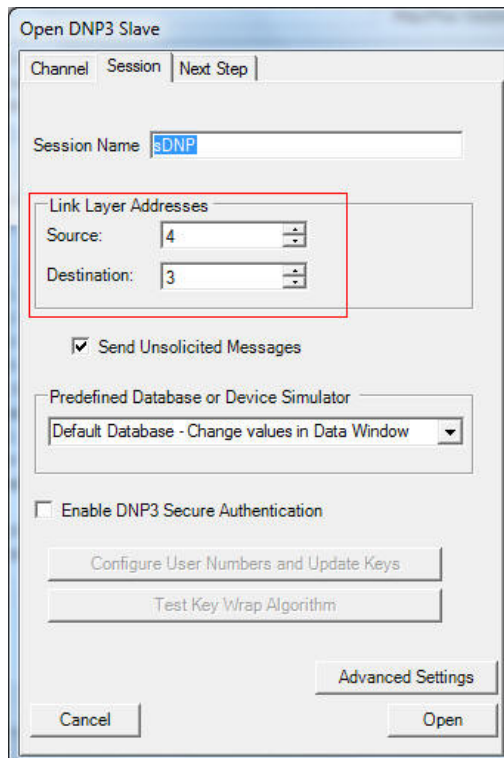 Open DNP3 Slave
Channel Session Next Step
Session Name sDNP
Link Layer Addresses
Source: 4
Destination: 3
Send Unsolicited Messages
Predefined Database or Device Simulator
Default Database - Change values in Data Window
Enable DNP3 Secure Authentication
Configure User Numbers and Update Keys
Test Key Wrap Algorithm
Advanced Settings
Cancel Open